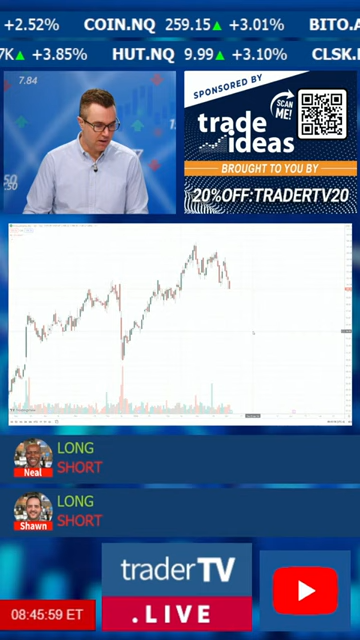 +2.52% COIN.NQ 259.15▲ +3.01% BITO.
7K▲ +3.85% HUT.NQ 9.99▲ +3.10% CLSK.
7.84
SPONSORED BY
SCAN
ME!
trade
ideas
BROUGHT TO YOU BY
20%OFF:TRADERTV20
LONG
SHORT
Neal
LONG
SHORT
Shawn
traderTV
.LIVE
08:45:59 ET